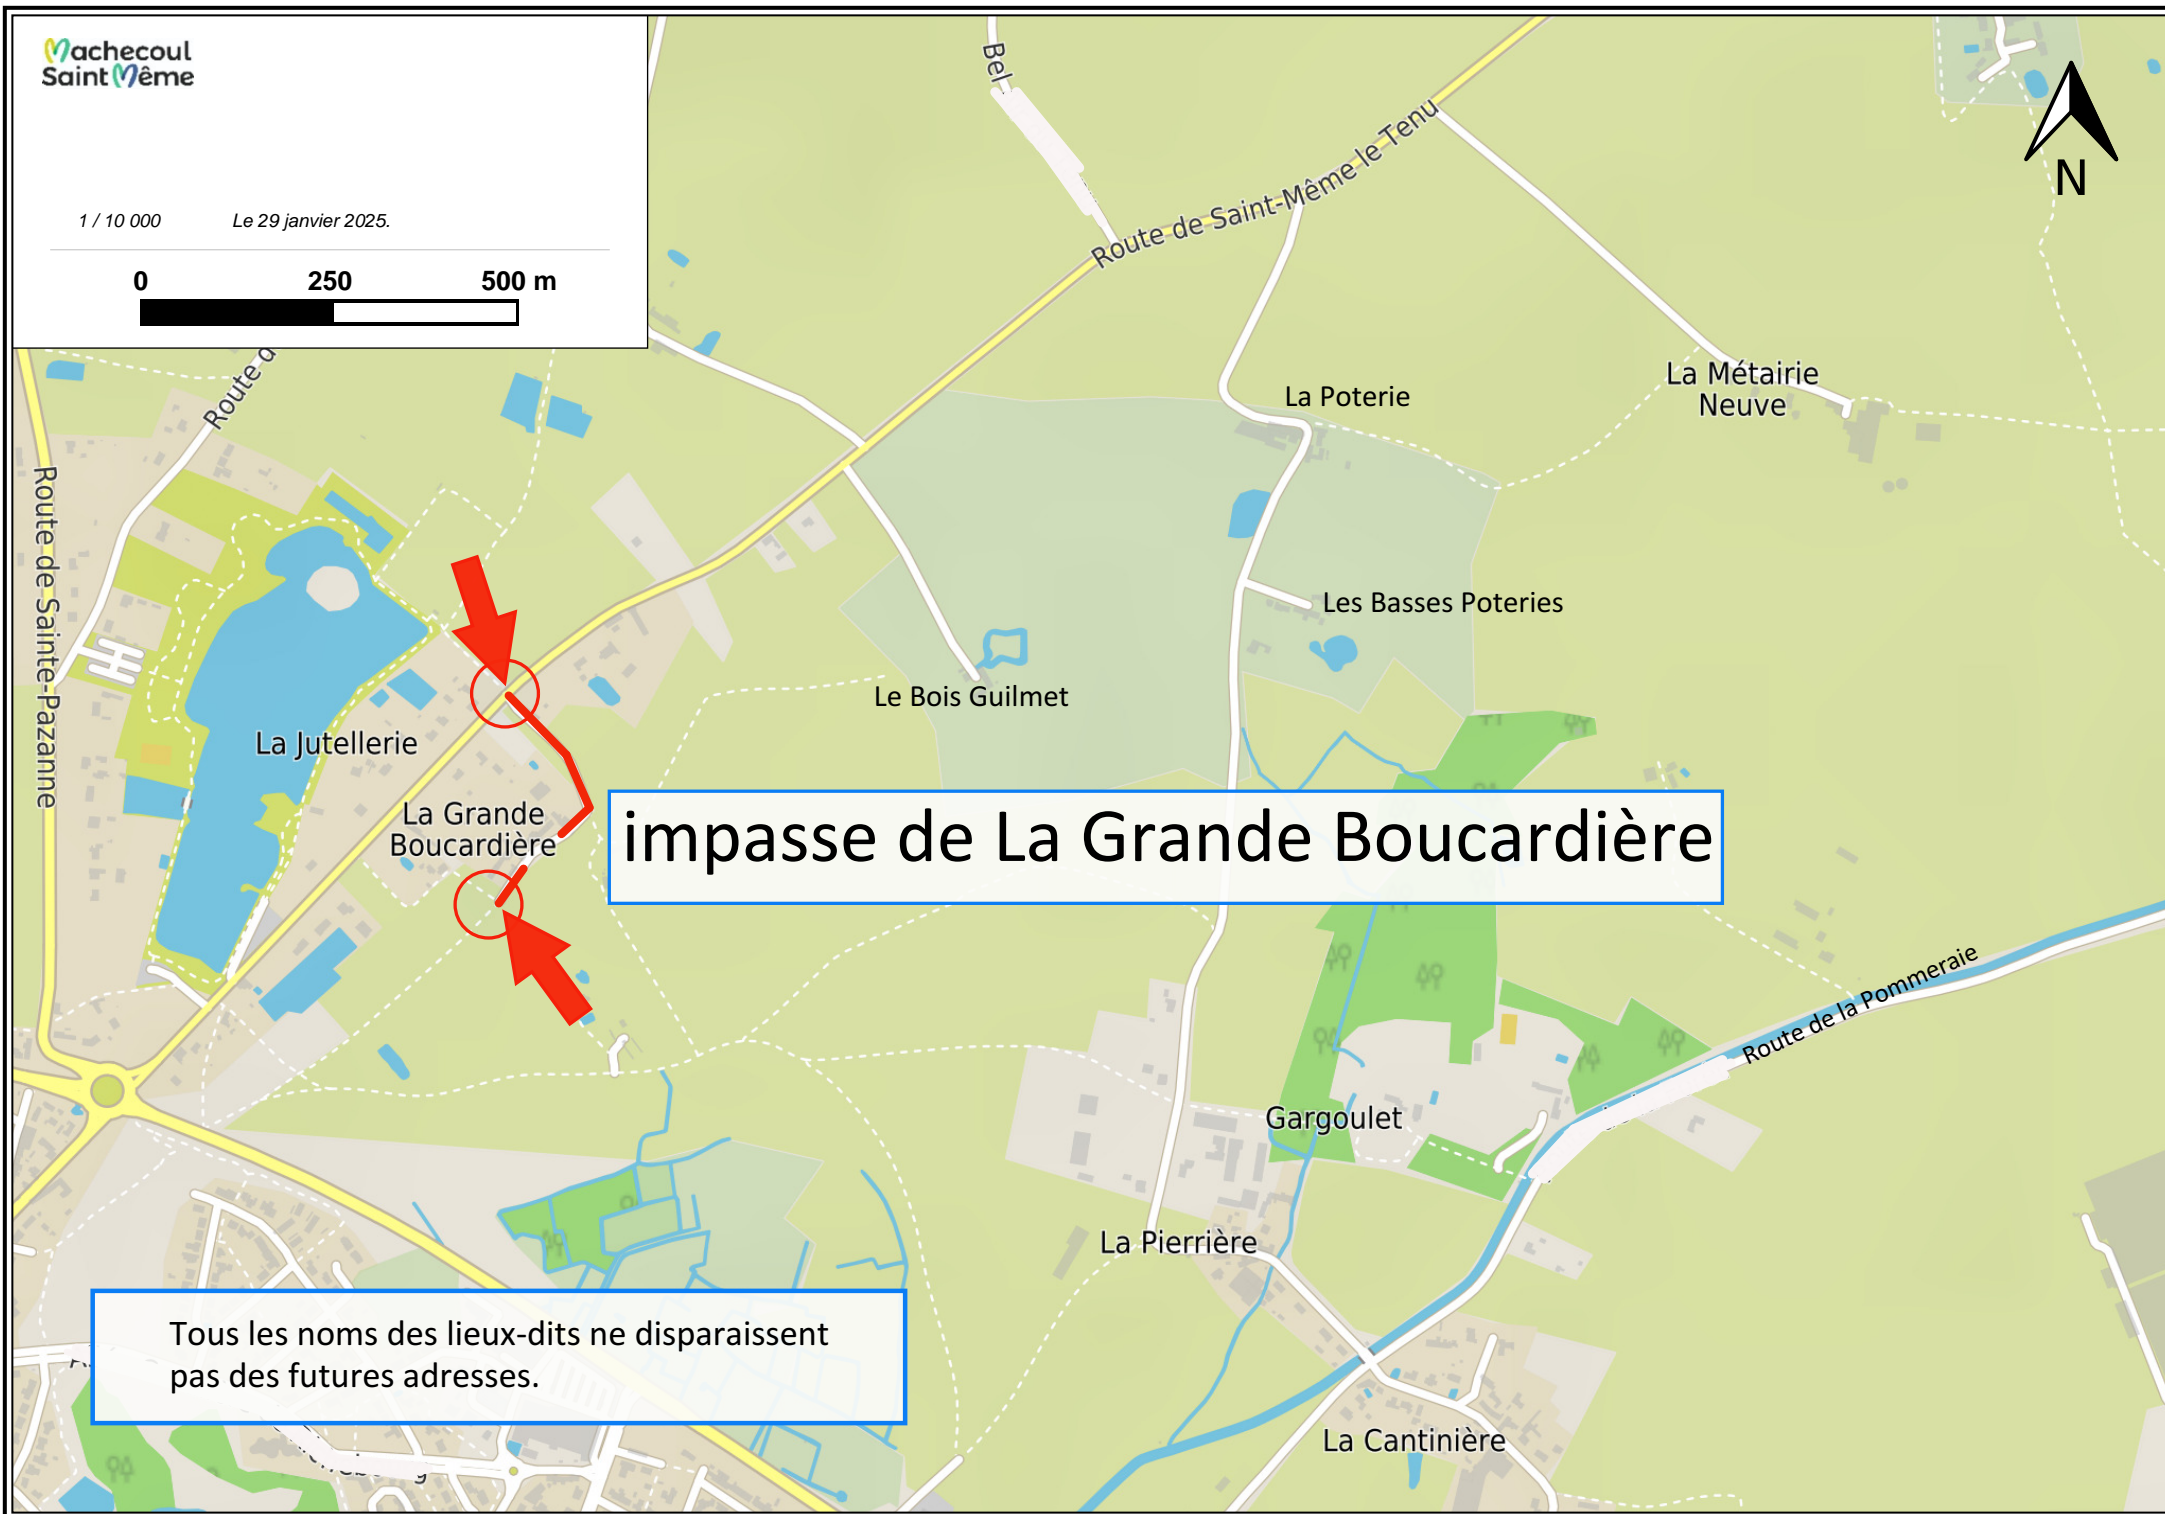 Machecoul
Saint Même
1 / 10 000
Le 29 janvier 2025.
0 250 500 m
N
Bel
Route de Saint-Même le Tenu
Route d
Route de Sainte-Pazanne
La Poterie
La Métairie
Neuve
Les Basses Poteries
Le Bois Guilmet
La Jutellerie
La Grande
Boucardière
impasse de La Grande Boucardière
Route de la Pommeraie
Gargoulet
La Pierrière
Tous les noms des lieux-dits ne disparaissent
pas des futures adresses.
La Cantinière